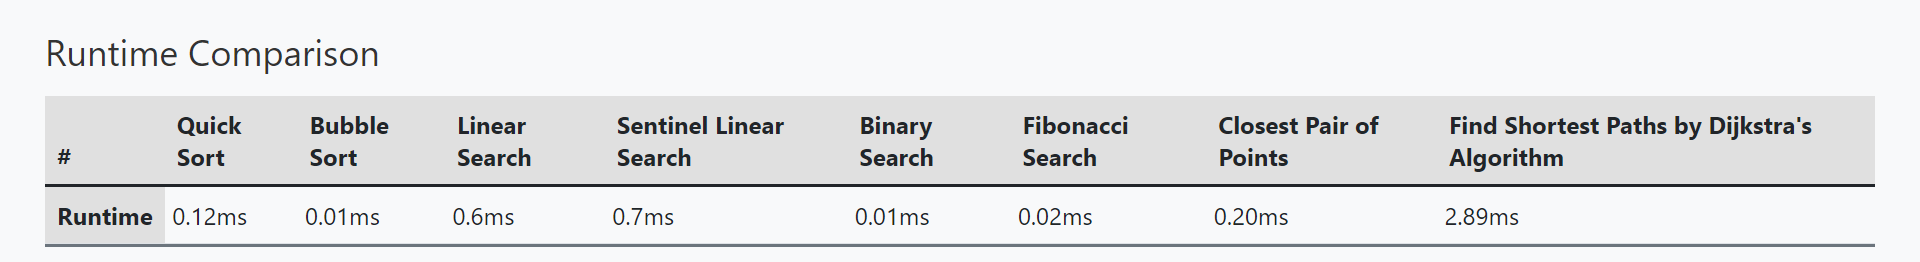 Runtime Comparison
# Quick Sort Bubble Sort Linear Search Sentinel Linear Search Binary Search Fibonacci Search Closest Pair of Points Find Shortest Paths by Dijkstra's Algorithm
Runtime 0.12ms 0.01ms 0.6ms 0.7ms 0.01ms 0.02ms 0.20ms 2.89ms